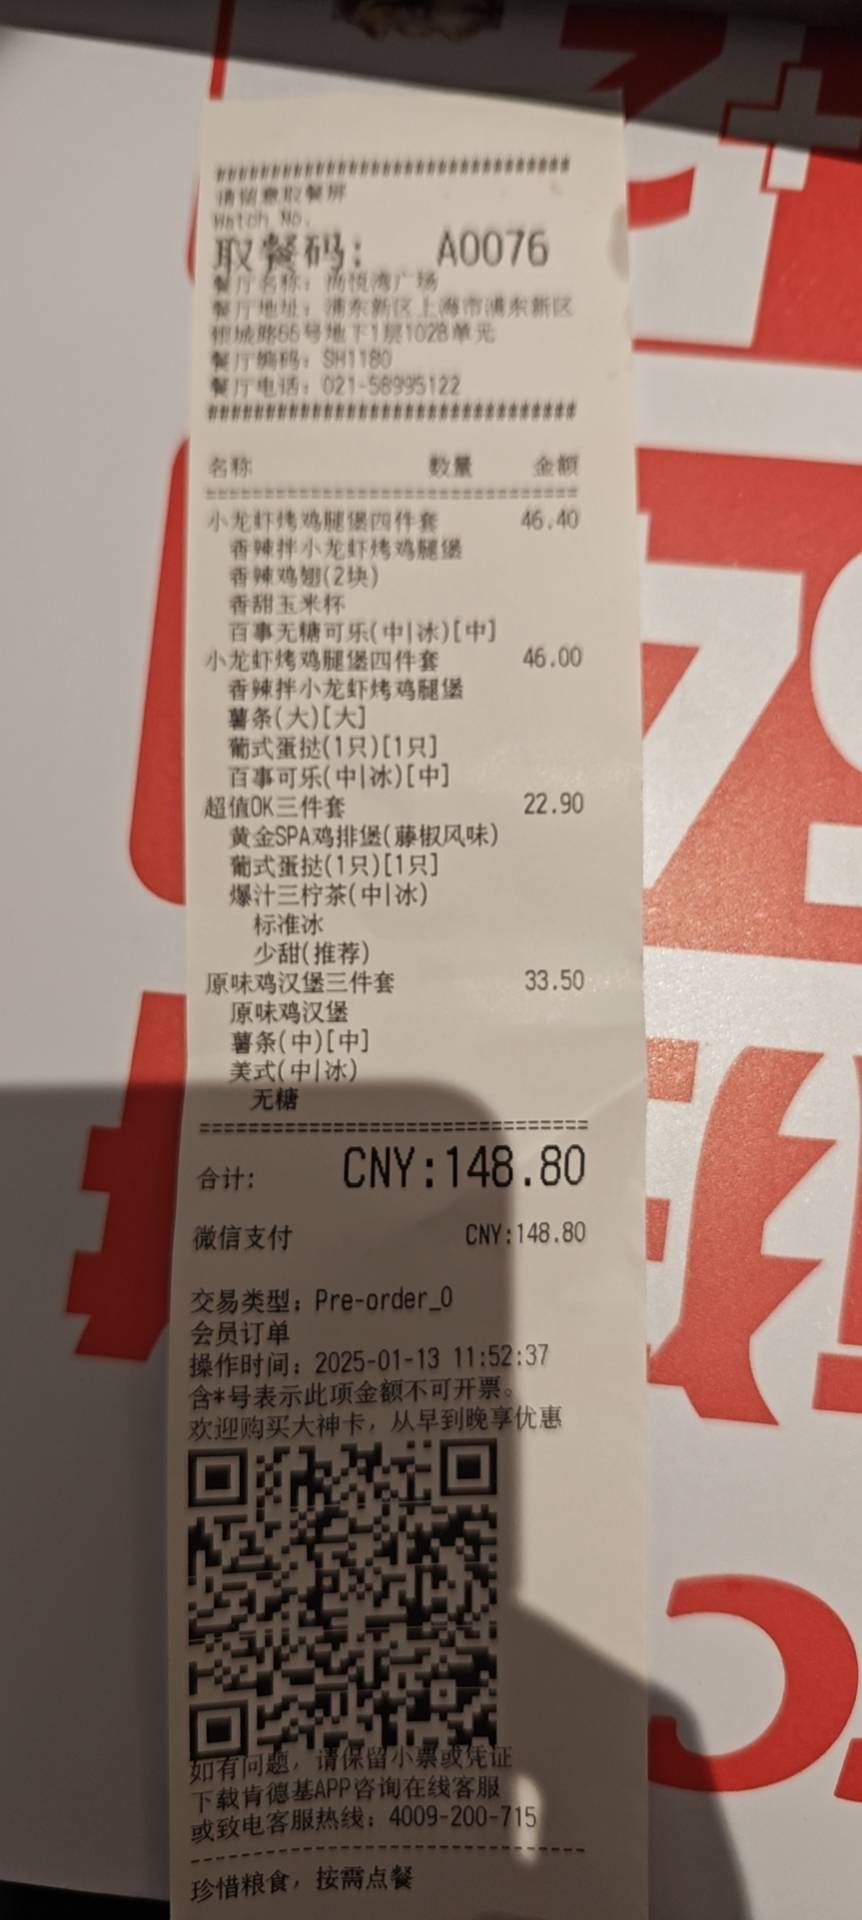 ################################
请留意取餐屏
Watch No.
取餐码: A0076
餐厅名称: 尚悦湾广场
餐厅地址: 浦东新区上海市浦东新区
银城路66号地下1层102B单元
餐厅编码: SH1180
餐厅电话: 021-58995122
################################
名称 数量 金额
================================
小龙虾烤鸡腿堡四件套 46.40
香辣拌小龙虾烤鸡腿堡
香辣鸡翅(2块)
香甜玉米杯
百事无糖可乐(中|冰)[中]
小龙虾烤鸡腿堡四件套 46.00
香辣拌小龙虾烤鸡腿堡
薯条(大)[大]
葡式蛋挞(1只)[1只]
百事可乐(中|冰)[中]
超值OK三件套 22.90
黄金SPA鸡排堡(藤椒风味)
葡式蛋挞(1只)[1只]
爆汁三柠茶(中|冰)
标准冰
少甜(推荐)
原味鸡汉堡三件套 33.50
原味鸡汉堡
薯条(中)[中]
美式(中|冰)
无糖
================================
合计: CNY:148.80
微信支付 CNY:148.80
交易类型: Pre-order_0
会员订单
操作时间: 2025-01-13 11:52:37
含*号表示此项金额不可开票。
欢迎购买大神卡，从早到晚享优惠
如有问题，请保留小票或凭证
下载肯德基APP咨询在线客服
或致电客服热线: 4009-200-715
--------------------------------
珍惜粮食，按需点餐